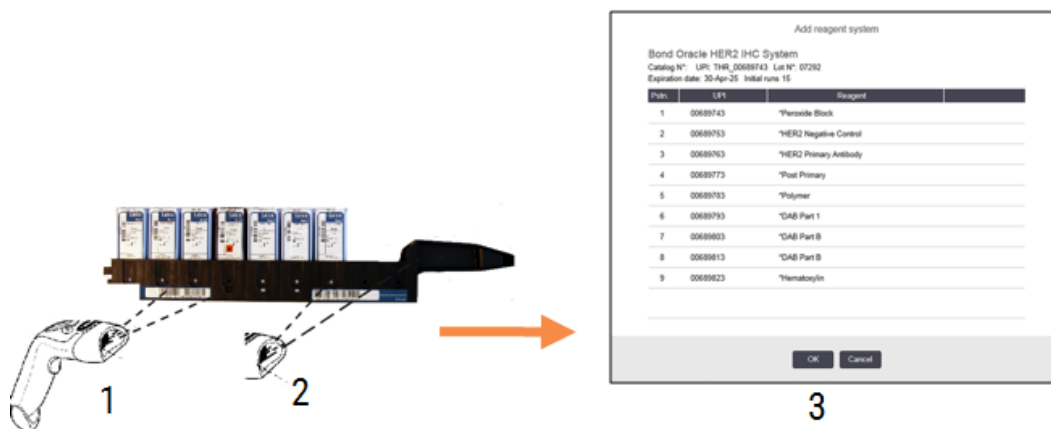 Add reagent system
Bond Oracle HER2 IHC System
Catalog N°: UPI: THR_00689743 Lot N°: 07292
Expiration date: 30-Apr-25 Initial runs 15
Pstn. UPI Reagent
1 00689743 *Peroxide Block
2 00689753 *HER2 Negative Control
3 00689763 *HER2 Primary Antibody
4 00689773 *Post Primary
5 00689783 *Polymer
6 00689793 *DAB Part 1
7 00689803 *DAB Part B
8 00689813 *DAB Part B
9 00689823 *Hematoxylin
OK Cancel
1
2
3